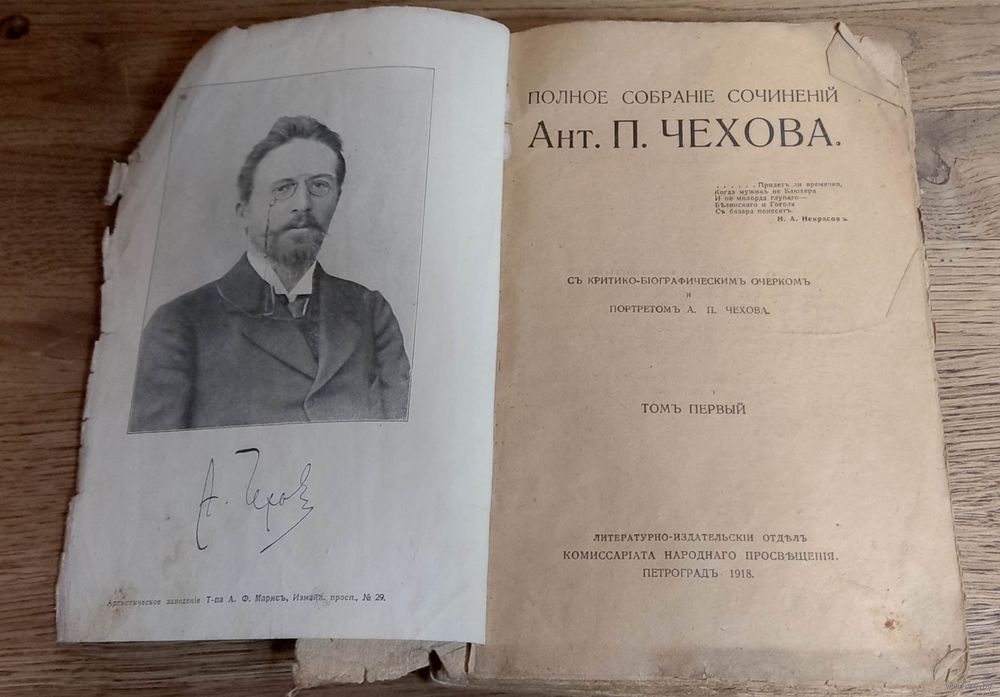 А. Чехов
Артистическое заведеніе Т-ва А. Ф. Марксъ, Измайл. просп., № 29.
ПОЛНОЕ СОБРАНІЕ СОЧИНЕНІЙ
Ант. П. ЧЕХОВА.
. . . . . . Придетъ ли времечко,
Когда мужикъ не Блюхера
И не милорда глупаго—
Бѣлинскаго и Гоголя
Съ базара понесетъ.
Н. А. Некрасовъ
СЪ КРИТИКО-БІОГРАФИЧЕСКИМЪ ОЧЕРКОМЪ
И
ПОРТРЕТОМЪ А. П. ЧЕХОВА.
ТОМЪ ПЕРВЫЙ
ЛИТЕРАТУРНО-ИЗДАТЕЛЬСКІЙ ОТДѢЛЪ
КОМИССАРІАТА НАРОДНАГО ПРОСВѢЩЕНІЯ.
ПЕТРОГРАДЪ 1918.